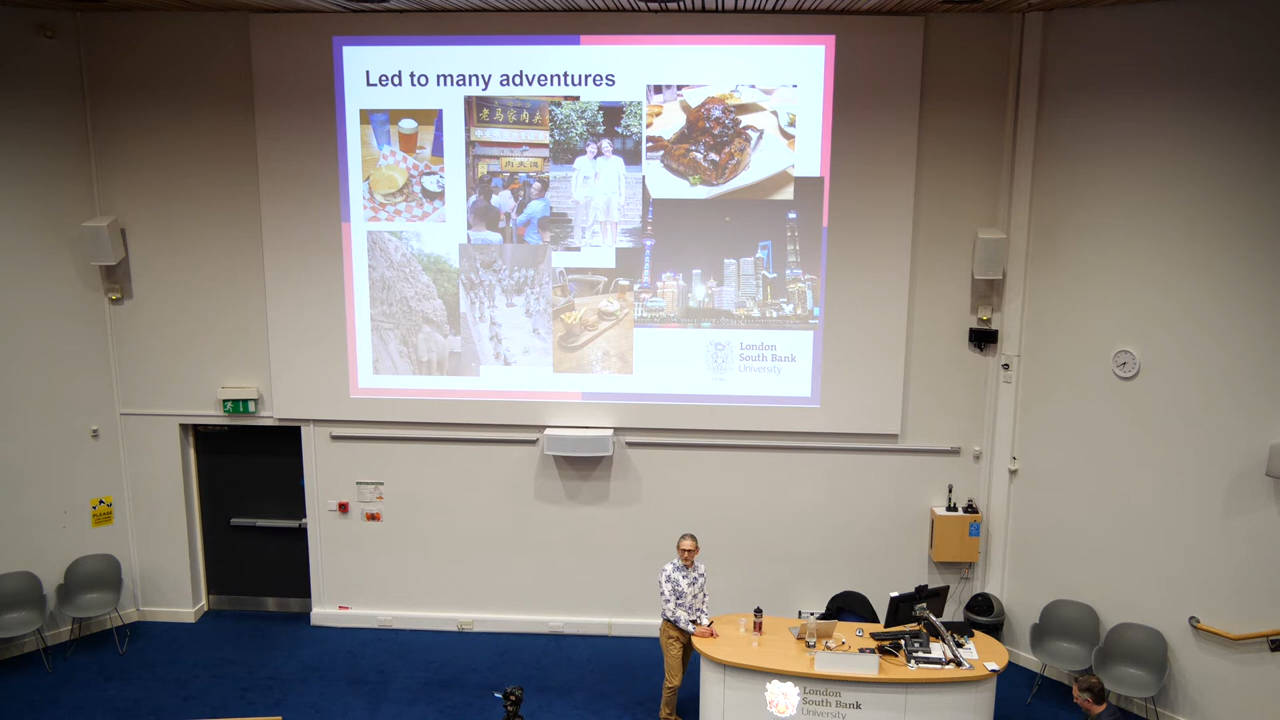 Led to many adventures
老马家肉夹
肉夹馍
London
South Bank
University
PLEASE
London
South Bank
University